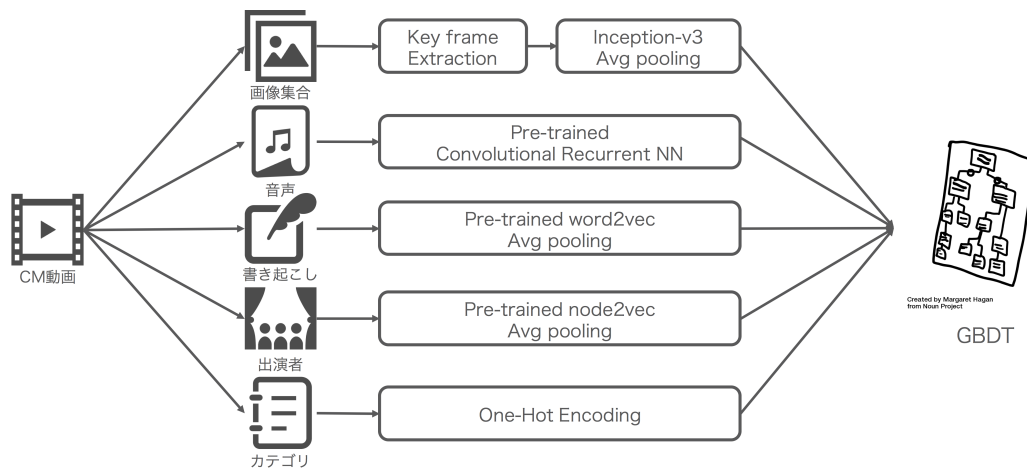 Key frame
Extraction
Inception-v3
Avg pooling
画像集合
Pre-trained
Convolutional Recurrent NN
音声
Pre-trained word2vec
Avg pooling
書き起こし
CM動画
Pre-trained node2vec
Avg pooling
出演者
One-Hot Encoding
カテゴリ
Created by Margaret Hagan
from Noun Project
GBDT